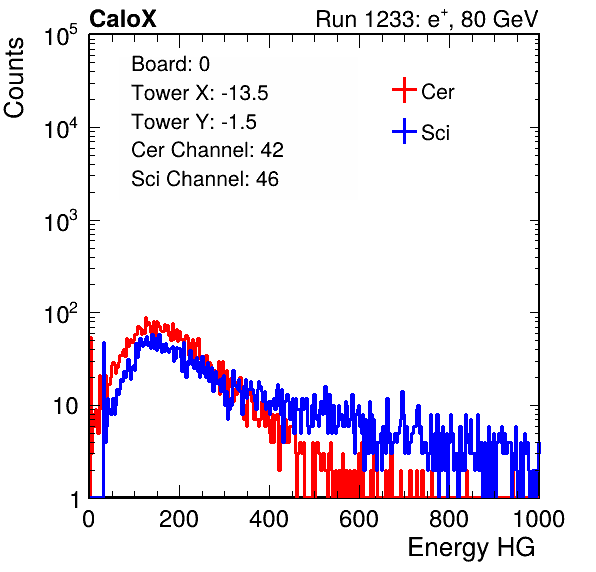 CaloX Run 1233: e⁺, 80 GeV
Counts
10⁵
10⁴
10³
10²
10
1
Board: 0
Tower X: -13.5
Tower Y: -1.5
Cer Channel: 42
Sci Channel: 46
Cer
Sci
0 200 400 600 800 1000
Energy HG